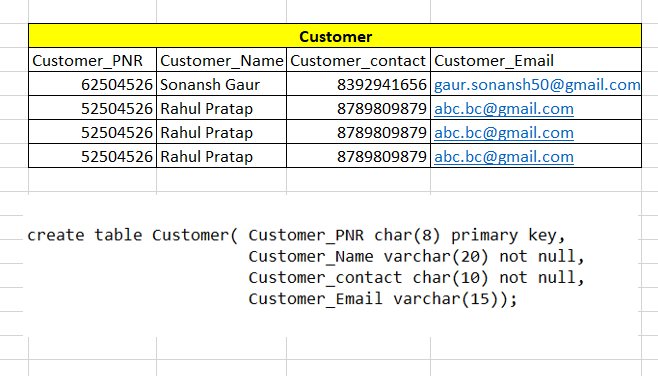 Customer
Customer_PNR Customer_Name Customer_contact Customer_Email
62504526 Sonansh Gaur 8392941656 gaur.sonansh50@gmail.com
52504526 Rahul Pratap 8789809879 abc.bc@gmail.com
52504526 Rahul Pratap 8789809879 abc.bc@gmail.com
52504526 Rahul Pratap 8789809879 abc.bc@gmail.com
create table Customer( Customer_PNR char(8) primary key,
Customer_Name varchar(20) not null,
Customer_contact char(10) not null,
Customer_Email varchar(15));